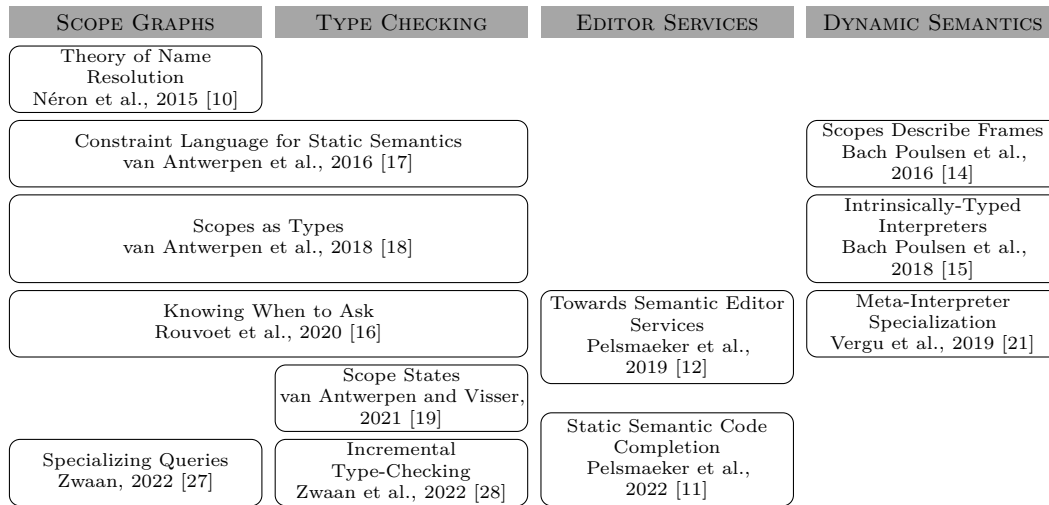 SCOPE GRAPHS
TYPE CHECKING
EDITOR SERVICES
DYNAMIC SEMANTICS
Theory of Name
Resolution
Néron et al., 2015 [10]
Constraint Language for Static Semantics
van Antwerpen et al., 2016 [17]
Scopes Describe Frames
Bach Poulsen et al.,
2016 [14]
Scopes as Types
van Antwerpen et al., 2018 [18]
Intrinsically-Typed
Interpreters
Bach Poulsen et al.,
2018 [15]
Knowing When to Ask
Rouvoet et al., 2020 [16]
Towards Semantic Editor
Services
Pelsmaeker et al.,
2019 [12]
Meta-Interpreter
Specialization
Vergu et al., 2019 [21]
Scope States
van Antwerpen and Visser,
2021 [19]
Static Semantic Code
Completion
Pelsmaeker et al.,
2022 [11]
Specializing Queries
Zwaan, 2022 [27]
Incremental
Type-Checking
Zwaan et al., 2022 [28]